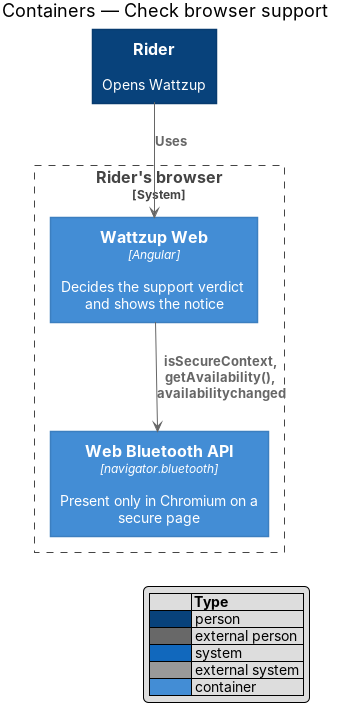 Containers — Check browser support
Rider
Opens Wattzup
Uses
Rider's browser
[System]
Wattzup Web
[Angular]
Decides the support verdict
and shows the notice
isSecureContext,
getAvailability(),
availabilitychanged
Web Bluetooth API
[navigator.bluetooth]
Present only in Chromium on a
secure page
Type
person
external person
system
external system
container